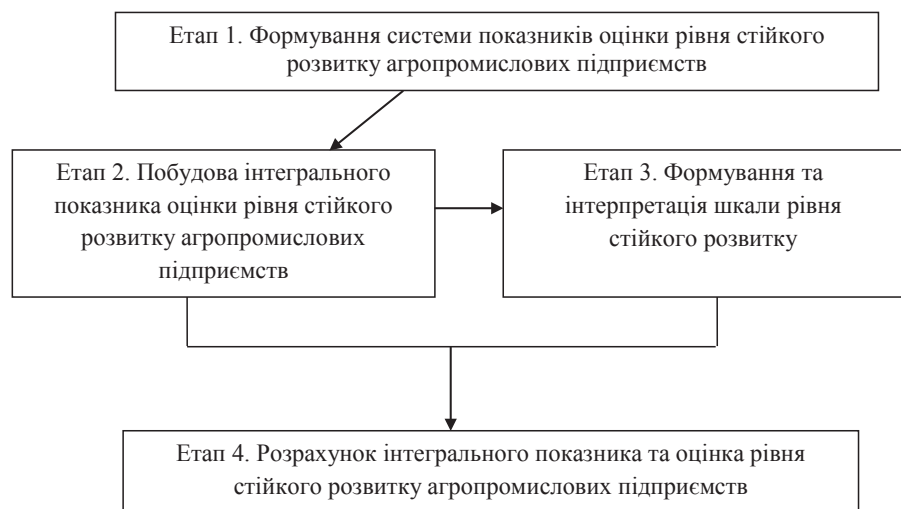 Етап 1. Формування системи показників оцінки рівня стійкого
розвитку агропромислових підприємств
Етап 2. Побудова інтегрального
показника оцінки рівня стійкого
розвитку агропромислових
підприємств
Етап 3. Формування та
інтерпретація шкали рівня
стійкого розвитку
Етап 4. Розрахунок інтегрального показника та оцінка рівня
стійкого розвитку агропромислових підприємств